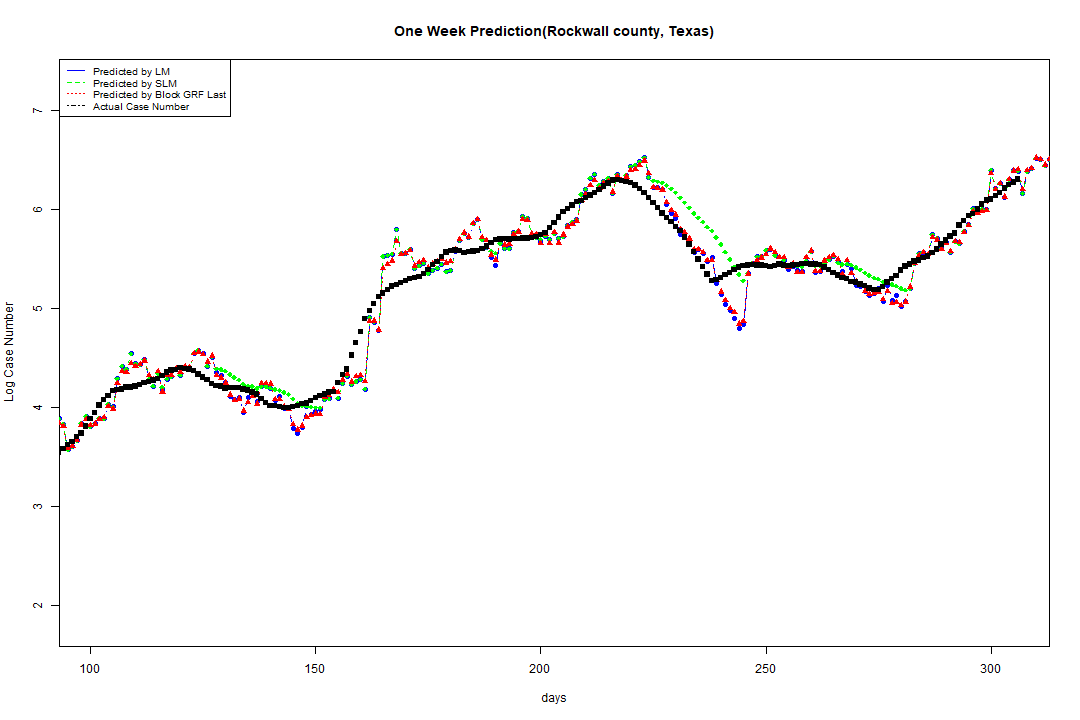 One Week Prediction(Rockwall county, Texas)
Predicted by LM
Predicted by SLM
Predicted by Block GRF Last
Actual Case Number
7
6
5
4
3
2
Log Case Number
100 150 200 250 300
days